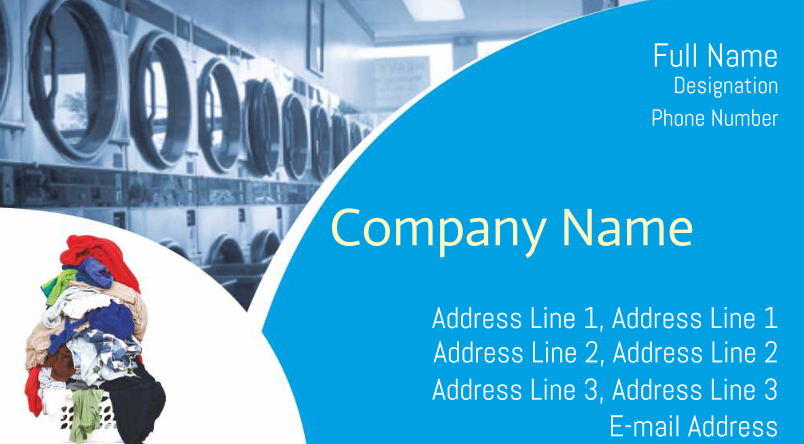 Full Name
Designation
Phone Number
Company Name
Address Line 1, Address Line 1
Address Line 2, Address Line 2
Address Line 3, Address Line 3
E-mail Address